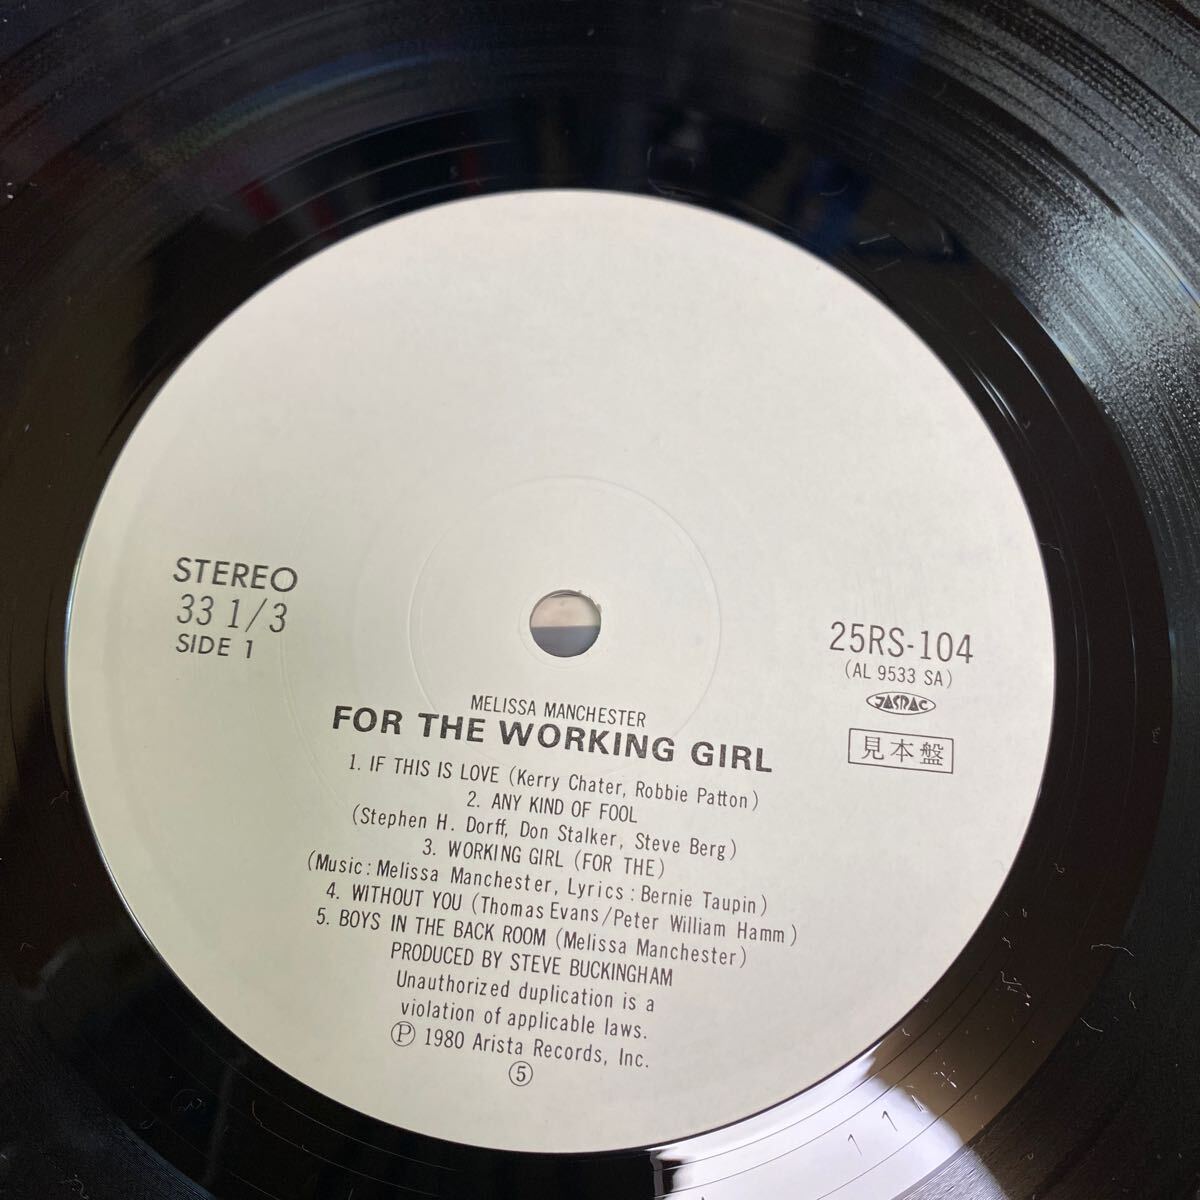 STEREO
33 1/3
SIDE 1
25RS-104
(AL 9533 SA)
JASRAC
見本盤
MELISSA MANCHESTER
FOR THE WORKING GIRL
1. IF THIS IS LOVE (Kerry Chater, Robbie Patton)
2. ANY KIND OF FOOL
(Stephen H. Dorff, Don Stalker, Steve Berg)
3. WORKING GIRL (FOR THE)
(Music : Melissa Manchester, Lyrics : Bernie Taupin)
4. WITHOUT YOU (Thomas Evans/Peter William Hamm)
5. BOYS IN THE BACK ROOM (Melissa Manchester)
PRODUCED BY STEVE BUCKINGHAM
Unauthorized duplication is a
violation of applicable laws.
Ⓟ 1980 Arista Records, Inc.
⑤